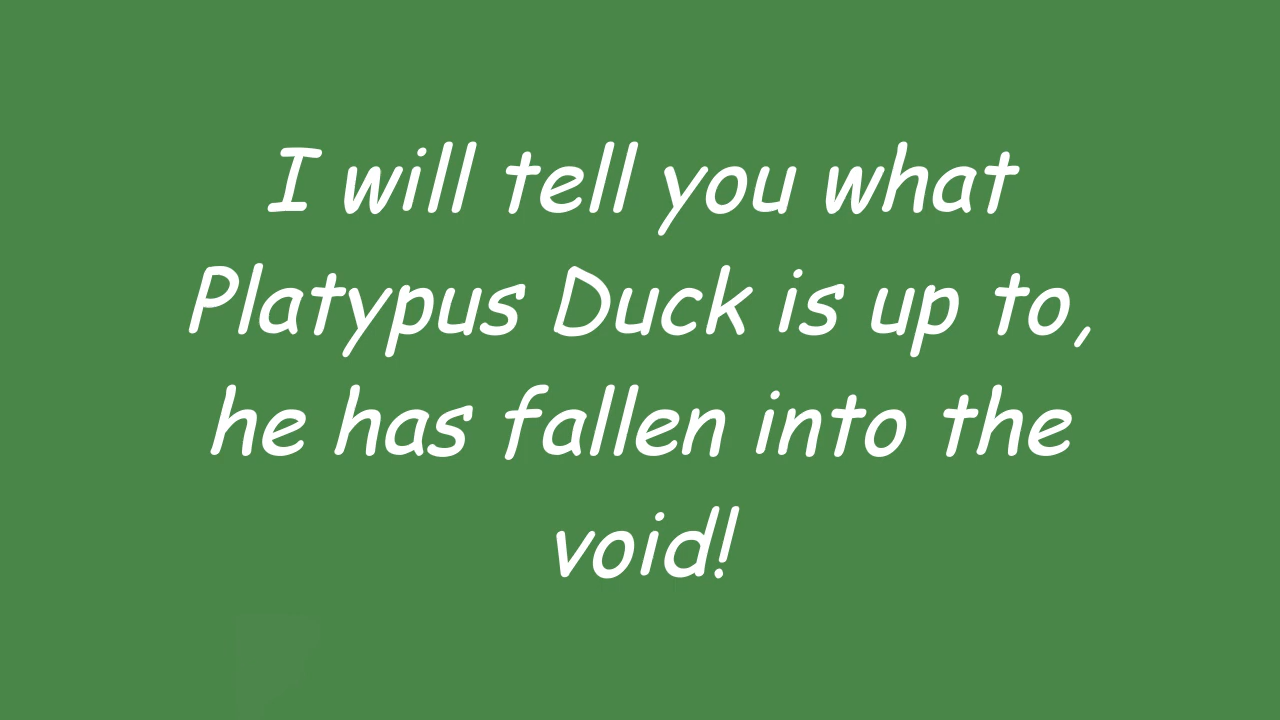 I will tell you what
Platypus Duck is up to,
he has fallen into the
void!